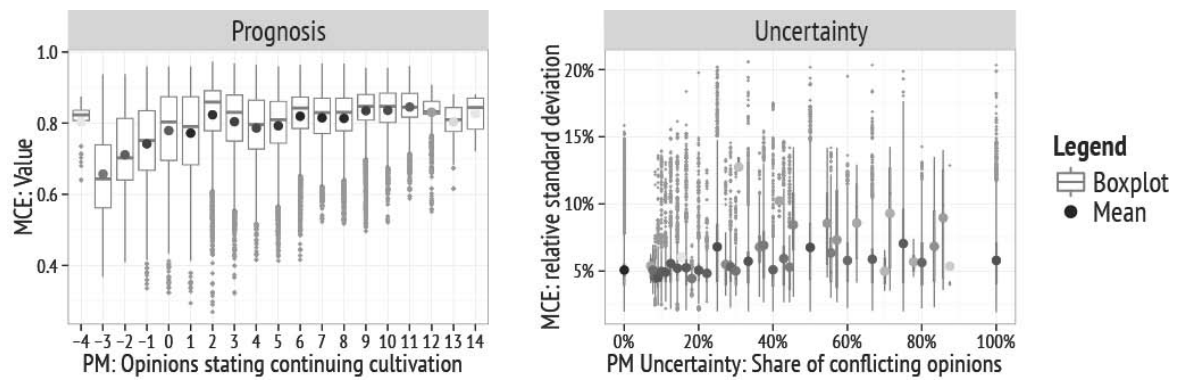 Prognosis
MCE: Value
1.0
0.8
0.6
0.4
−4 −3 −2 −1 0 1 2 3 4 5 6 7 8 9 10 11 12 13 14
PM: Opinions stating continuing cultivation
Uncertainty
MCE: relative standard deviation
20%
15%
10%
5%
0% 20% 40% 60% 80% 100%
PM Uncertainty: Share of conflicting opinions
Legend
Boxplot
Mean